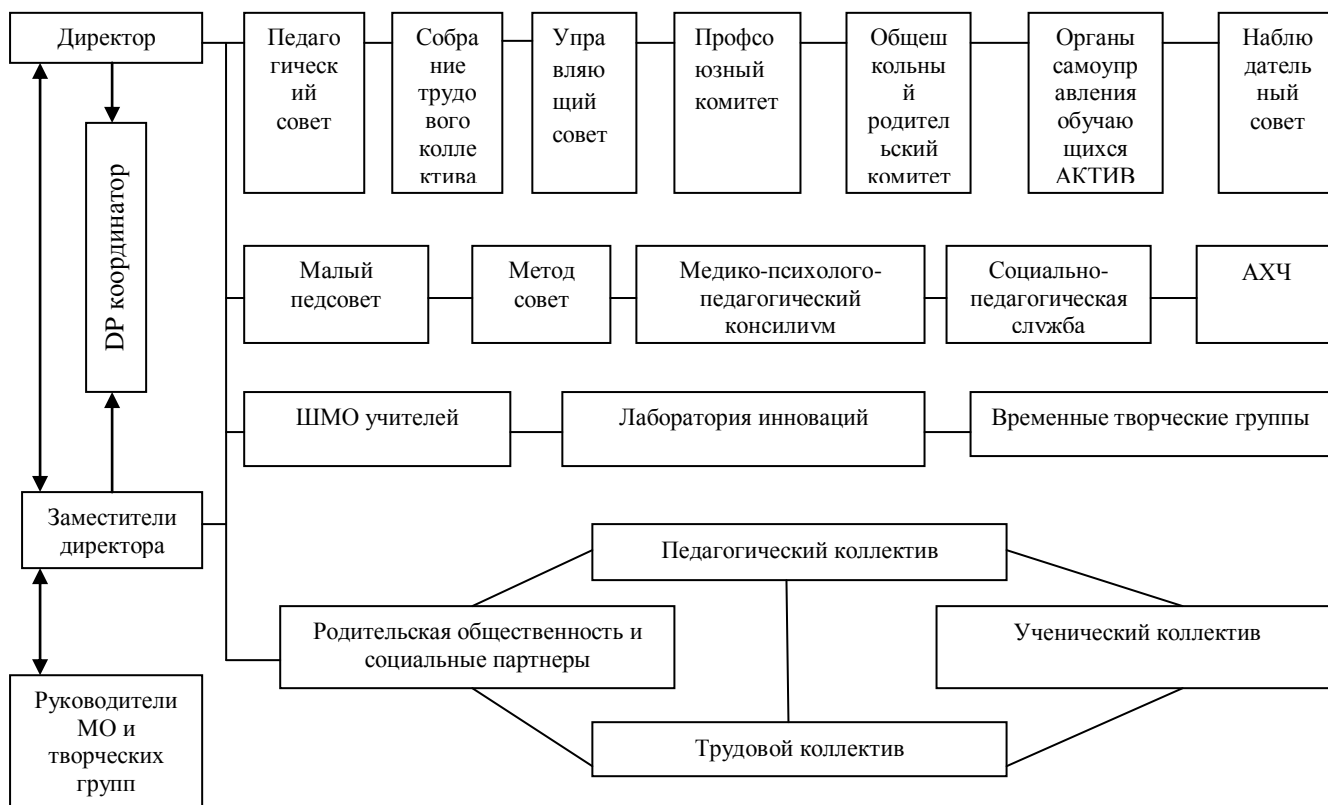 Директор
Педаго
гическ
ий
совет
Собра
ние
трудо
вого
колле
ктива
Упра
вляю
щий
совет
Профсо
юзный
комитет
Общеш
кольны
й
родител
ьский
комитет
Органы
самоупр
авления
обучаю
щихся
АКТИВ
Наблю
датель
ный
совет
DP координатор
Малый
педсовет
Метод
совет
Медико-психолого-
педагогический
консилиум
Социально-
педагогическая
служба
АХЧ
ШМО учителей
Лаборатория инноваций
Временные творческие группы
Заместители
директора
Педагогический коллектив
Родительская общественность и
социальные партнеры
Ученический коллектив
Трудовой коллектив
Руководители
МО и
творческих
групп